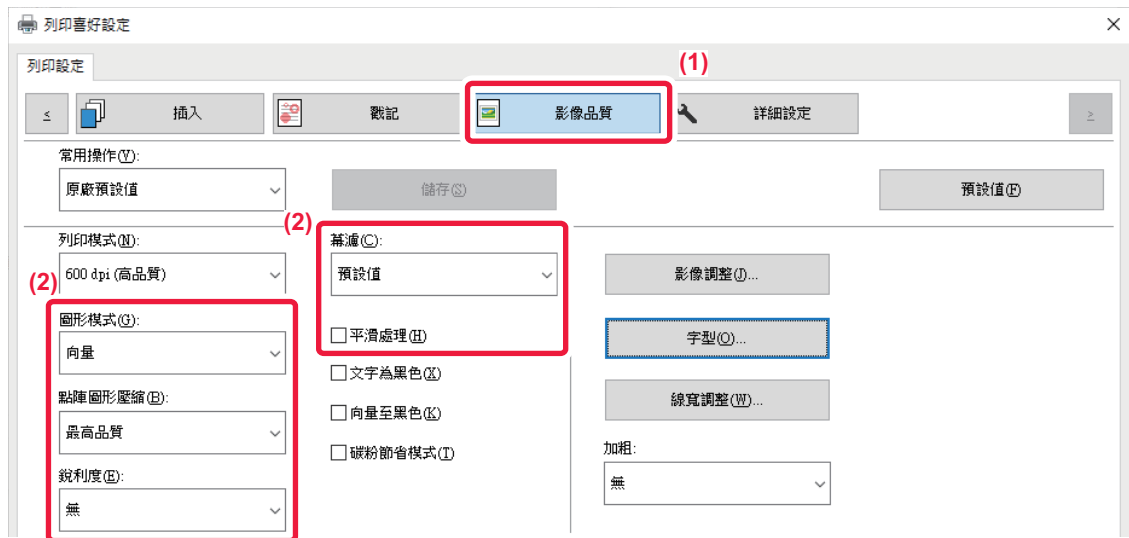 列印喜好設定
列印設定
(1)
≤ 插入 戳記 影像品質 詳細設定 ≥
常用操作(V):
原廠預設值 儲存(S) 預設值(F)
(2)
列印模式(N):
600 dpi (高品質)
(2)
圖形模式(G):
向量
點陣圖形壓縮(B):
最高品質
銳利度(E):
無
幕濾(C):
預設值
平滑處理(H)
文字為黑色(X)
向量至黑色(K)
碳粉節省模式(T)
影像調整(J)...
字型(O)...
線寬調整(W)...
加粗:
無